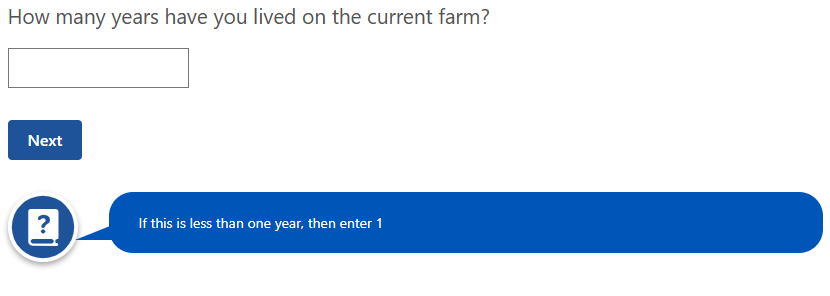 How many years have you lived on the current farm?
Next
?
If this is less than one year, then enter 1